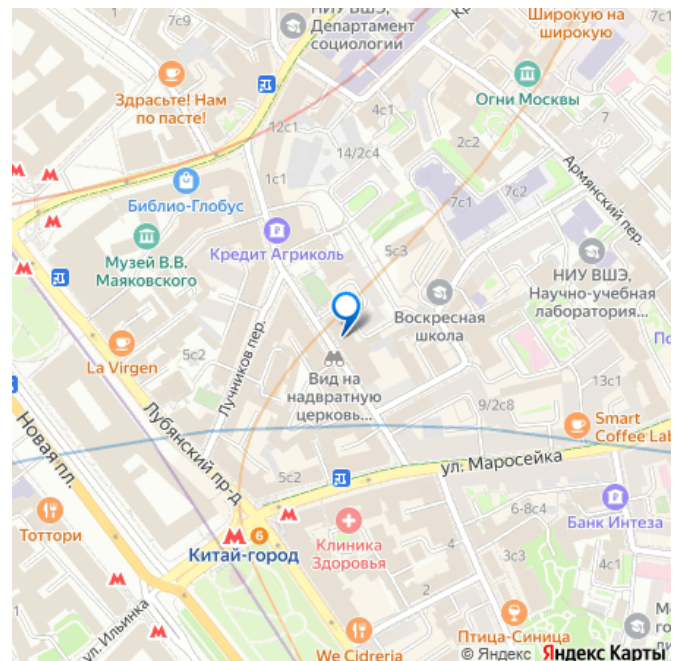 7с1
7с9
НИУ ВШЭ,
Департамент
социологии
Широкую на
широкую
Здрасьте! Нам
по пасте!
Огни Москвы
4с1
7
12с1
2с2
14/2с4
Армянский пер.
1с1
7с1
7с2
Библио-Глобус
Музей В.В.
Маяковского
Кредит Агриколь
5с3
НИУ ВШЭ,
Научно-учебная
лаборатория...
Воскресная
школа
La Virgen
5с2
Лучников пер.
Вид на
надвратную
церковь...
13с1
9/2с8
Smart
Coffee Lab
Новая пл.
Лубянский пр-д
5с2
ул. Маросейка
6-8с4
Тоттори
6
Китай-город
Клиника
Здоровья
4
Банк Интеза
3с3
4с1
2
ул. Ильинка
We Cidreria
Птица-Синица
© Яндекс Яндекс Карты